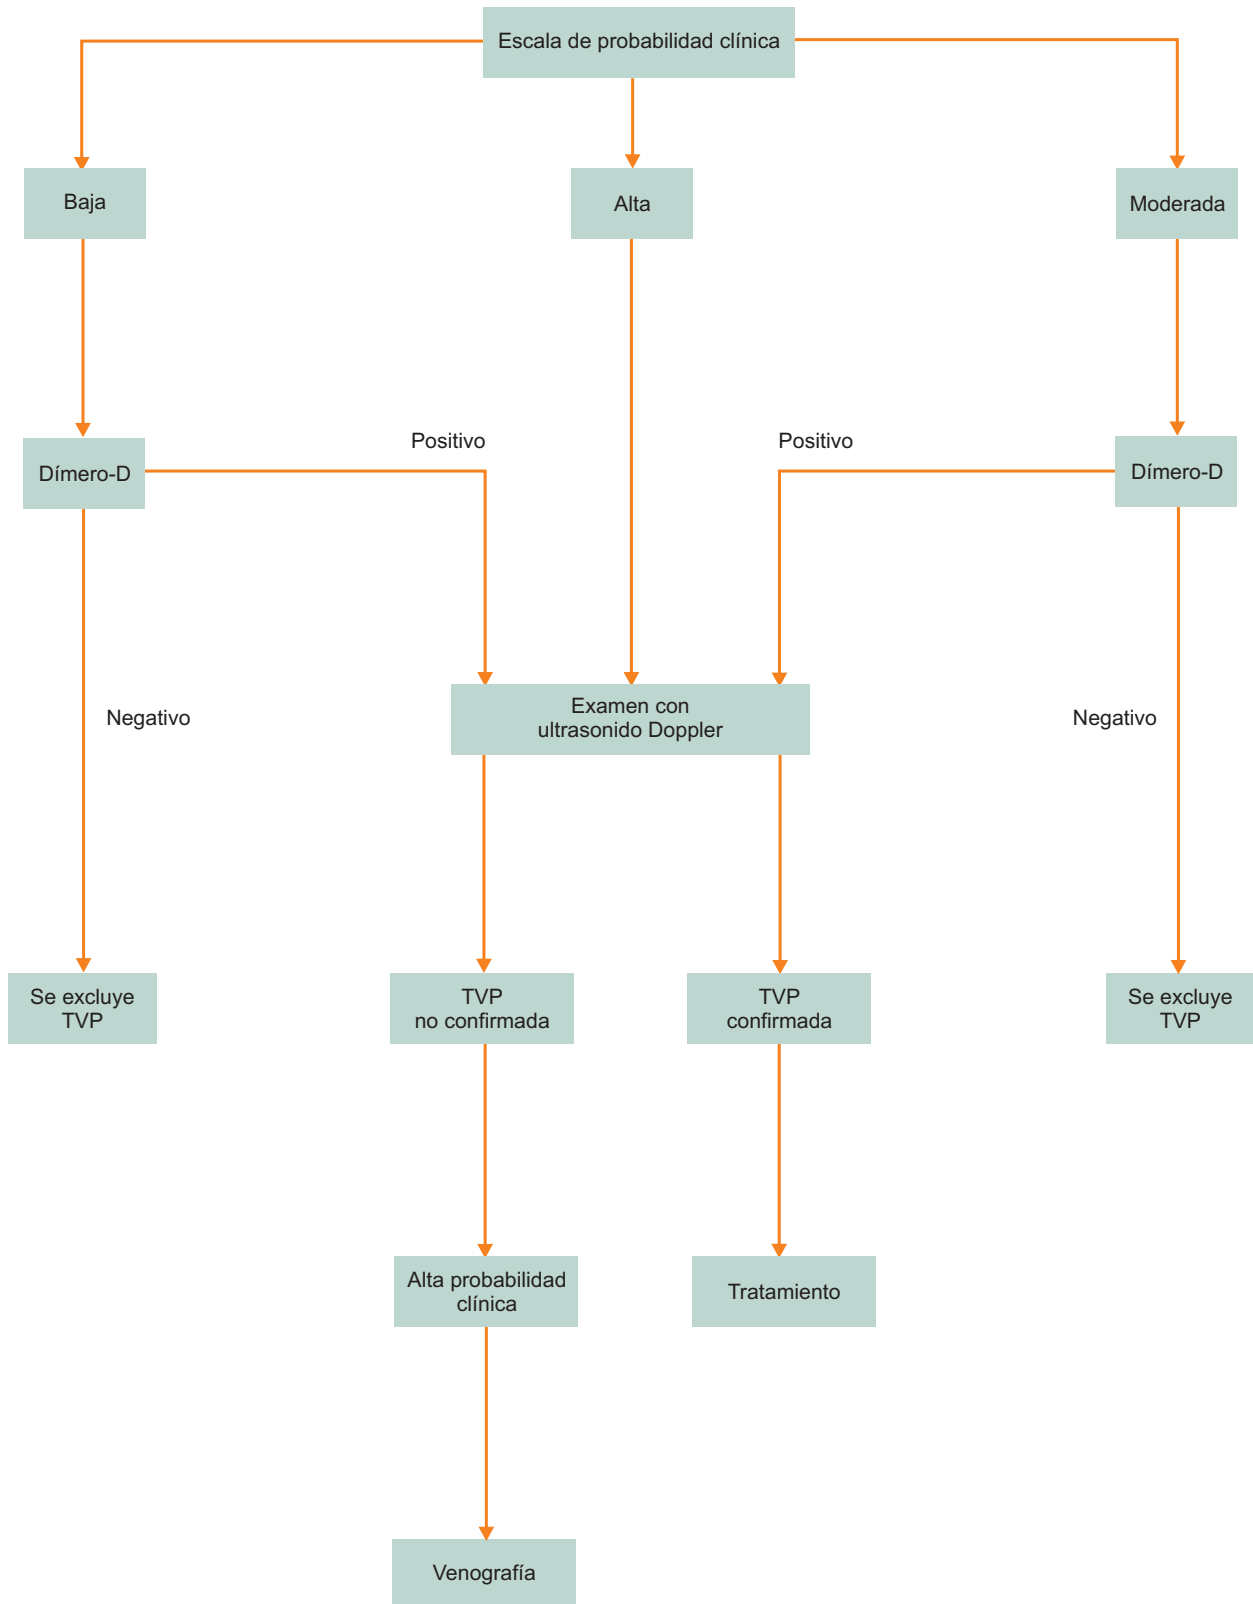 Escala de probabilidad clínica
Baja
Alta
Moderada
Positivo
Positivo
Dímero-D
Dímero-D
Examen con
ultrasonido Doppler
Negativo
Negativo
Se excluye
TVP
TVP
no confirmada
TVP
confirmada
Se excluye
TVP
Alta probabilidad
clínica
Tratamiento
Venografía